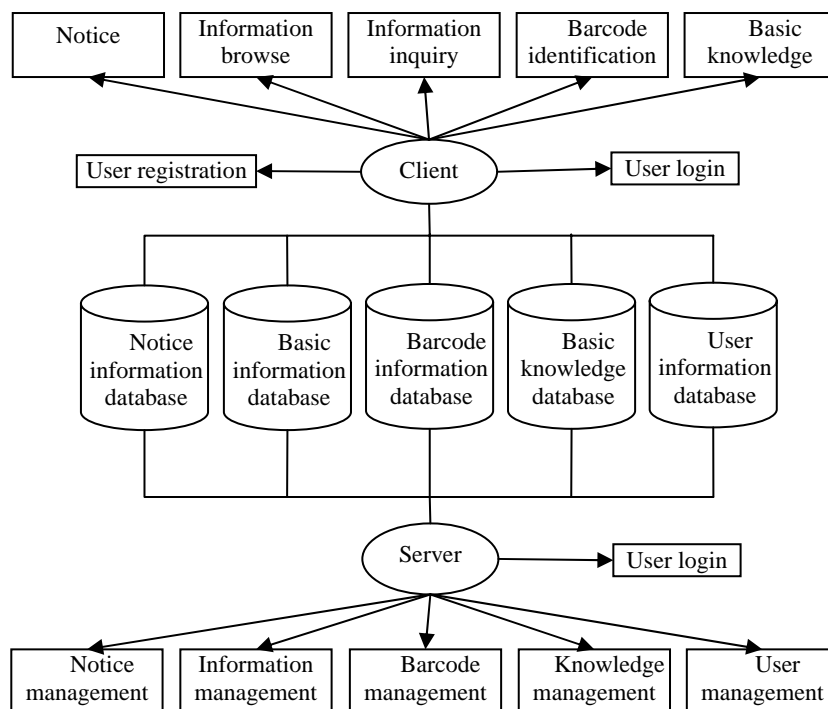 Notice
Information
browse
Information
inquiry
Barcode
identification
Basic
knowledge
User registration
Client
User login
Notice
information
database
Basic
information
database
Barcode
information
database
Basic
knowledge
database
User
information
database
Server
User login
Notice
management
Information
management
Barcode
management
Knowledge
management
User
management